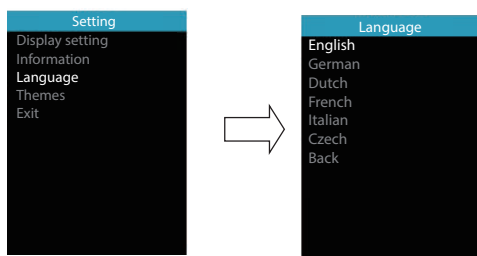 Setting
Display setting
Information
Language
Themes
Exit
Language
English
German
Dutch
French
Italian
Czech
Back